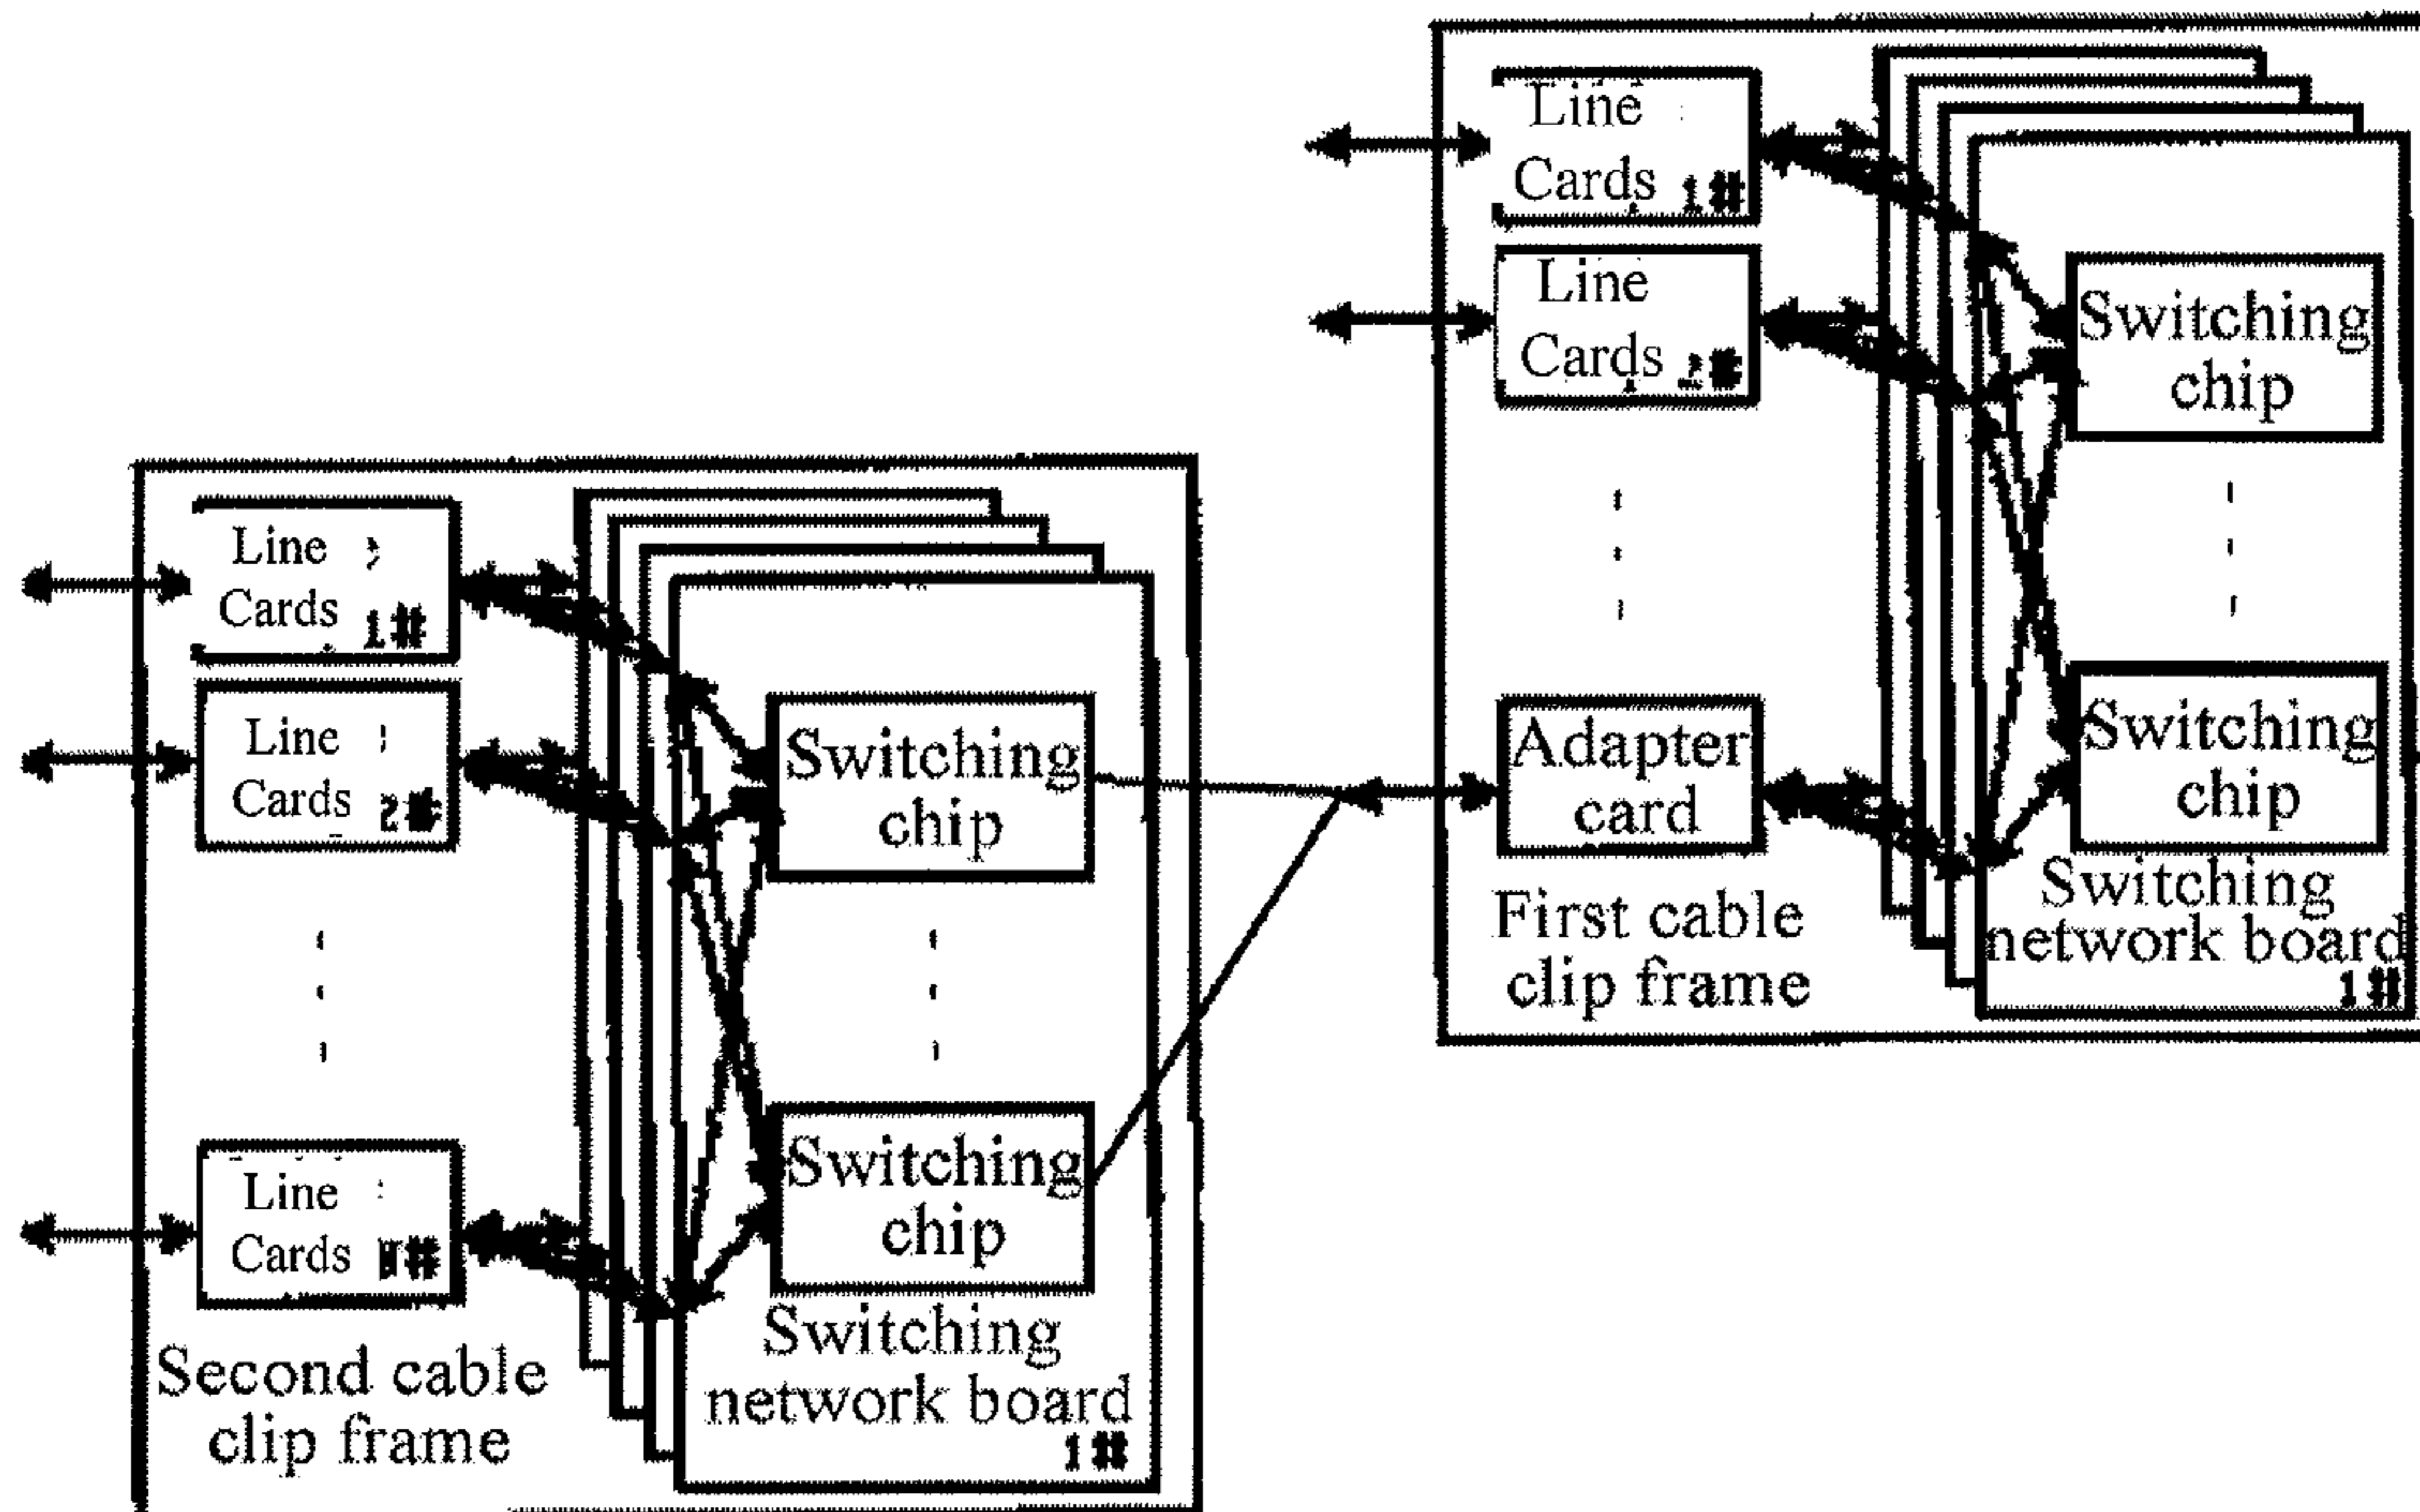 Line
Cards 1#
Line
Cards 2#
Switching
chip
Switching
chip
Adapter
card
First cable
clip frame
Switching
network board
1#
Line
Cards 1#
Line
Cards 2#
Switching
chip
Line
Cards
Switching
chip
Second cable
clip frame
Switching
network board
1#